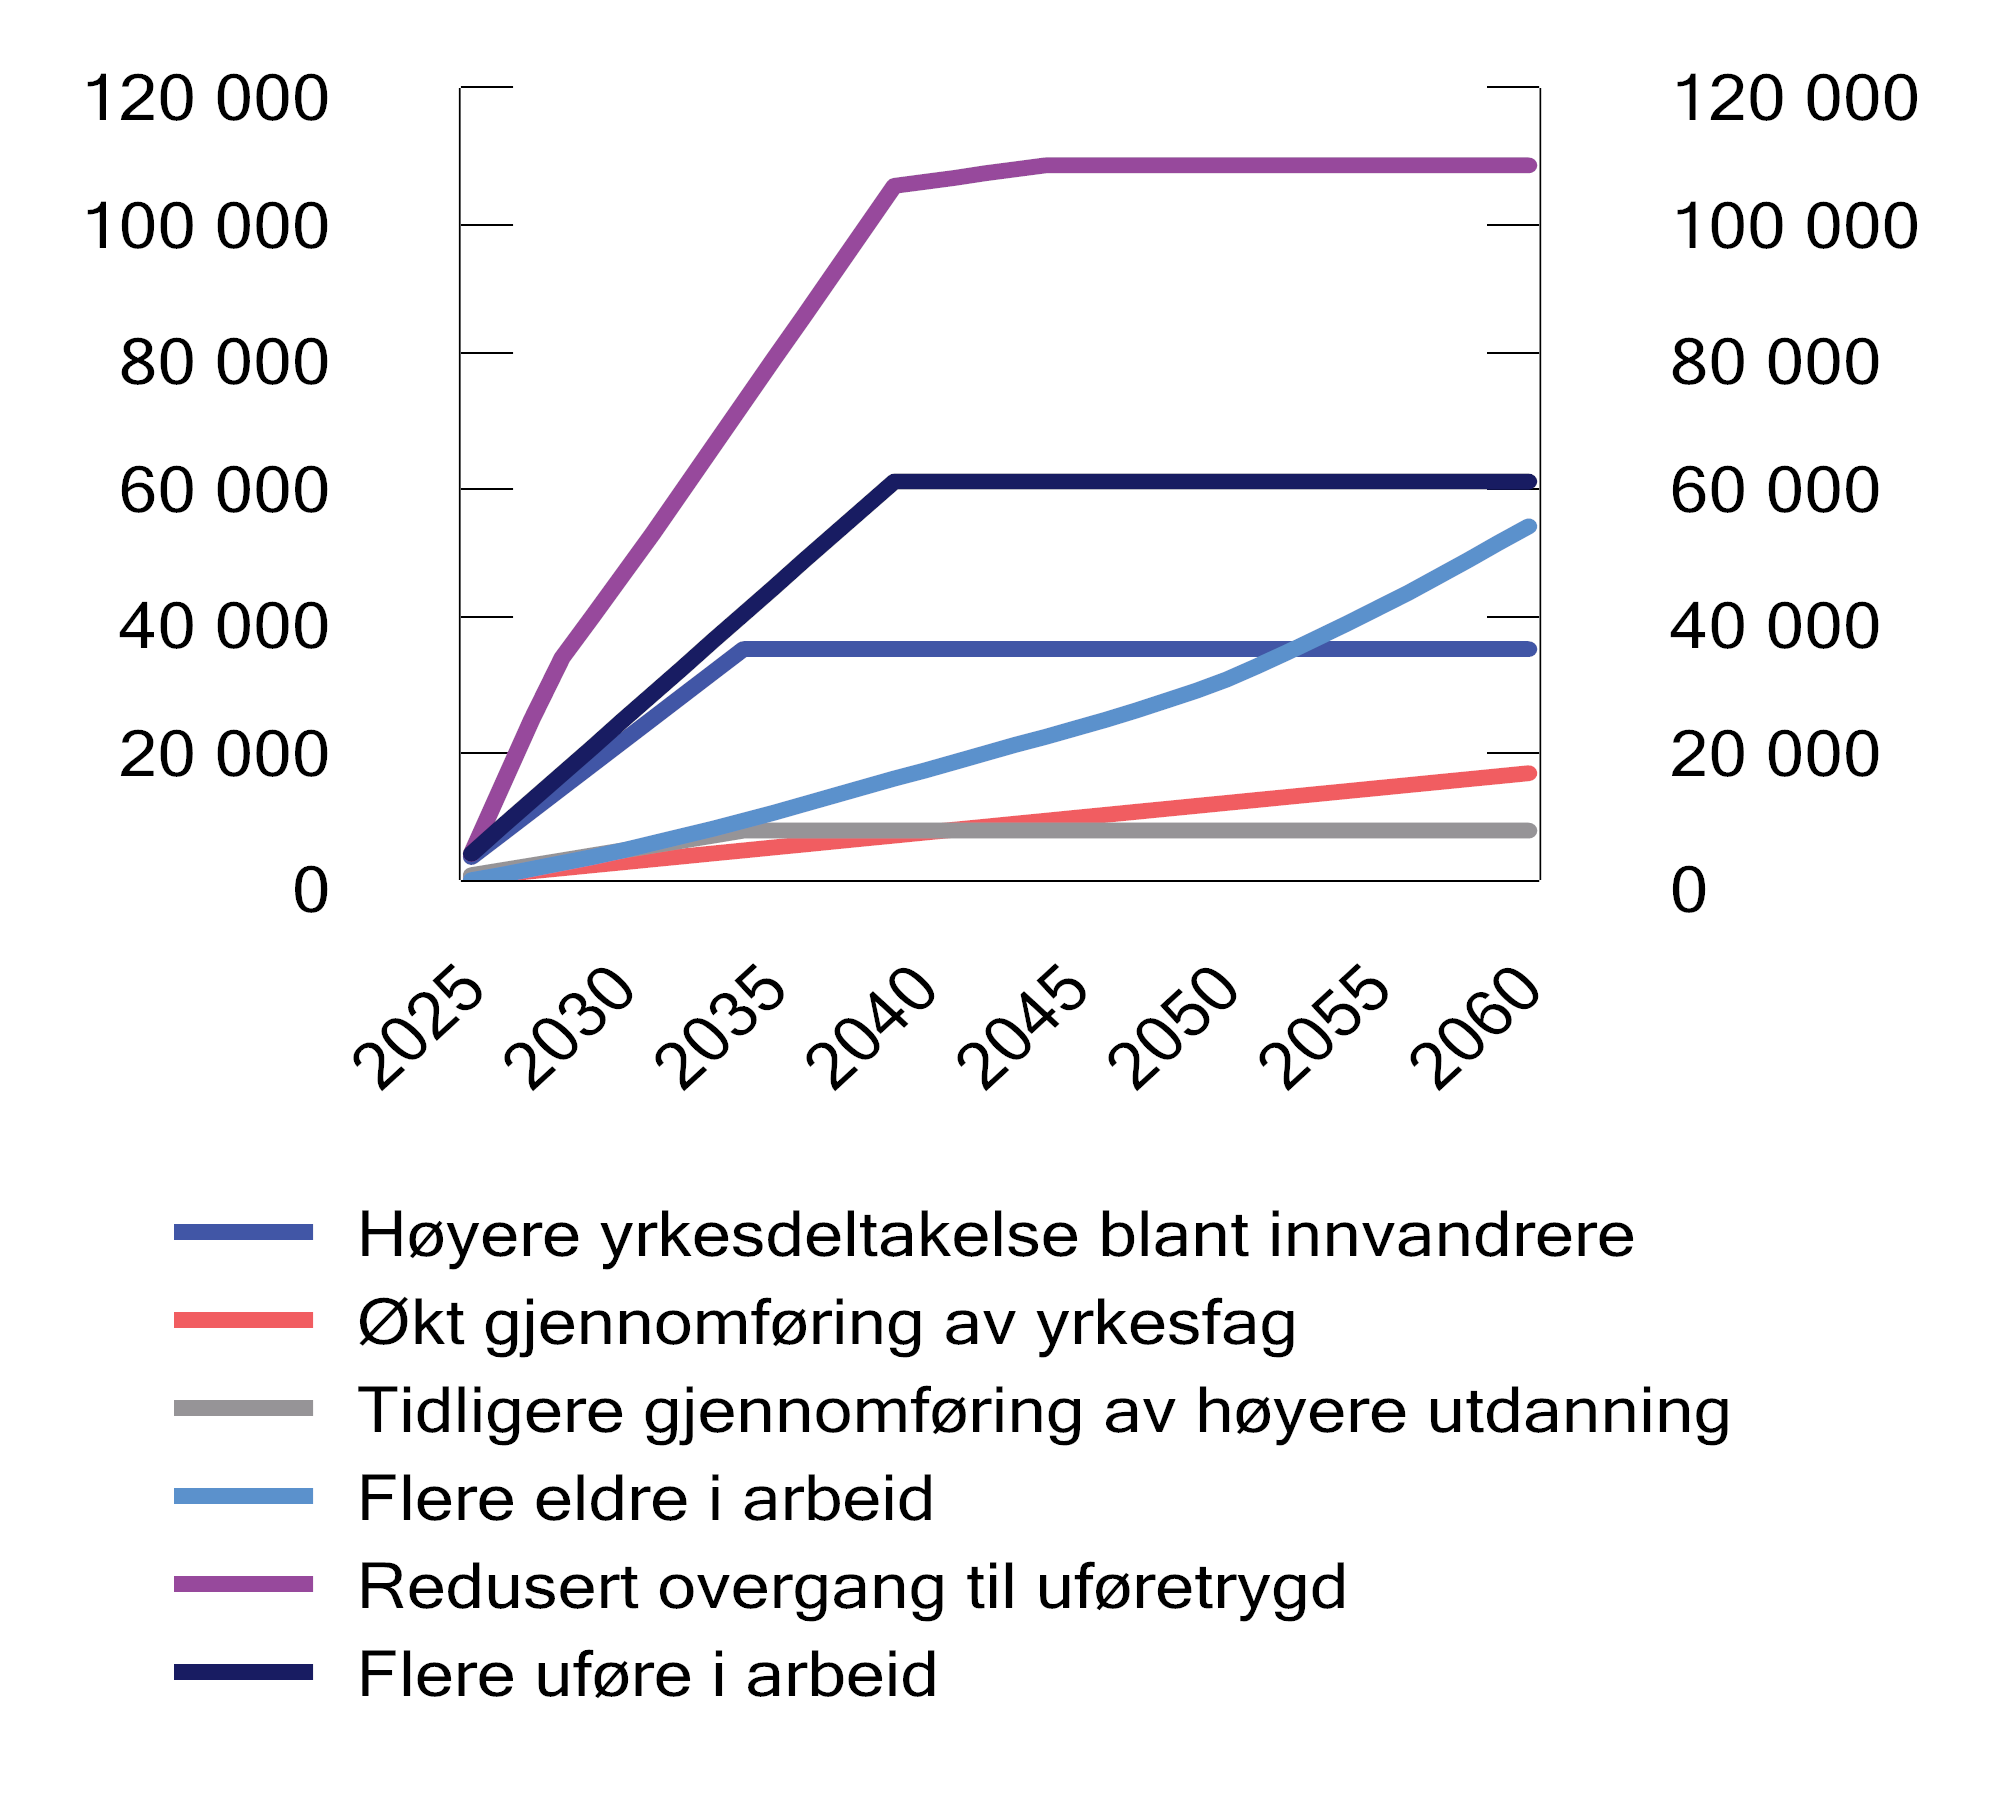 120 000 120 000
100 000 100 000
80 000 80 000
60 000 60 000
40 000 40 000
20 000 20 000
0 0
2025 2030 2035 2040 2045 2050 2055 2060
Høyere yrkesdeltakelse blant innvandrere
Økt gjennomføring av yrkesfag
Tidligere gjennomføring av høyere utdanning
Flere eldre i arbeid
Redusert overgang til uføretrygd
Flere uføre i arbeid